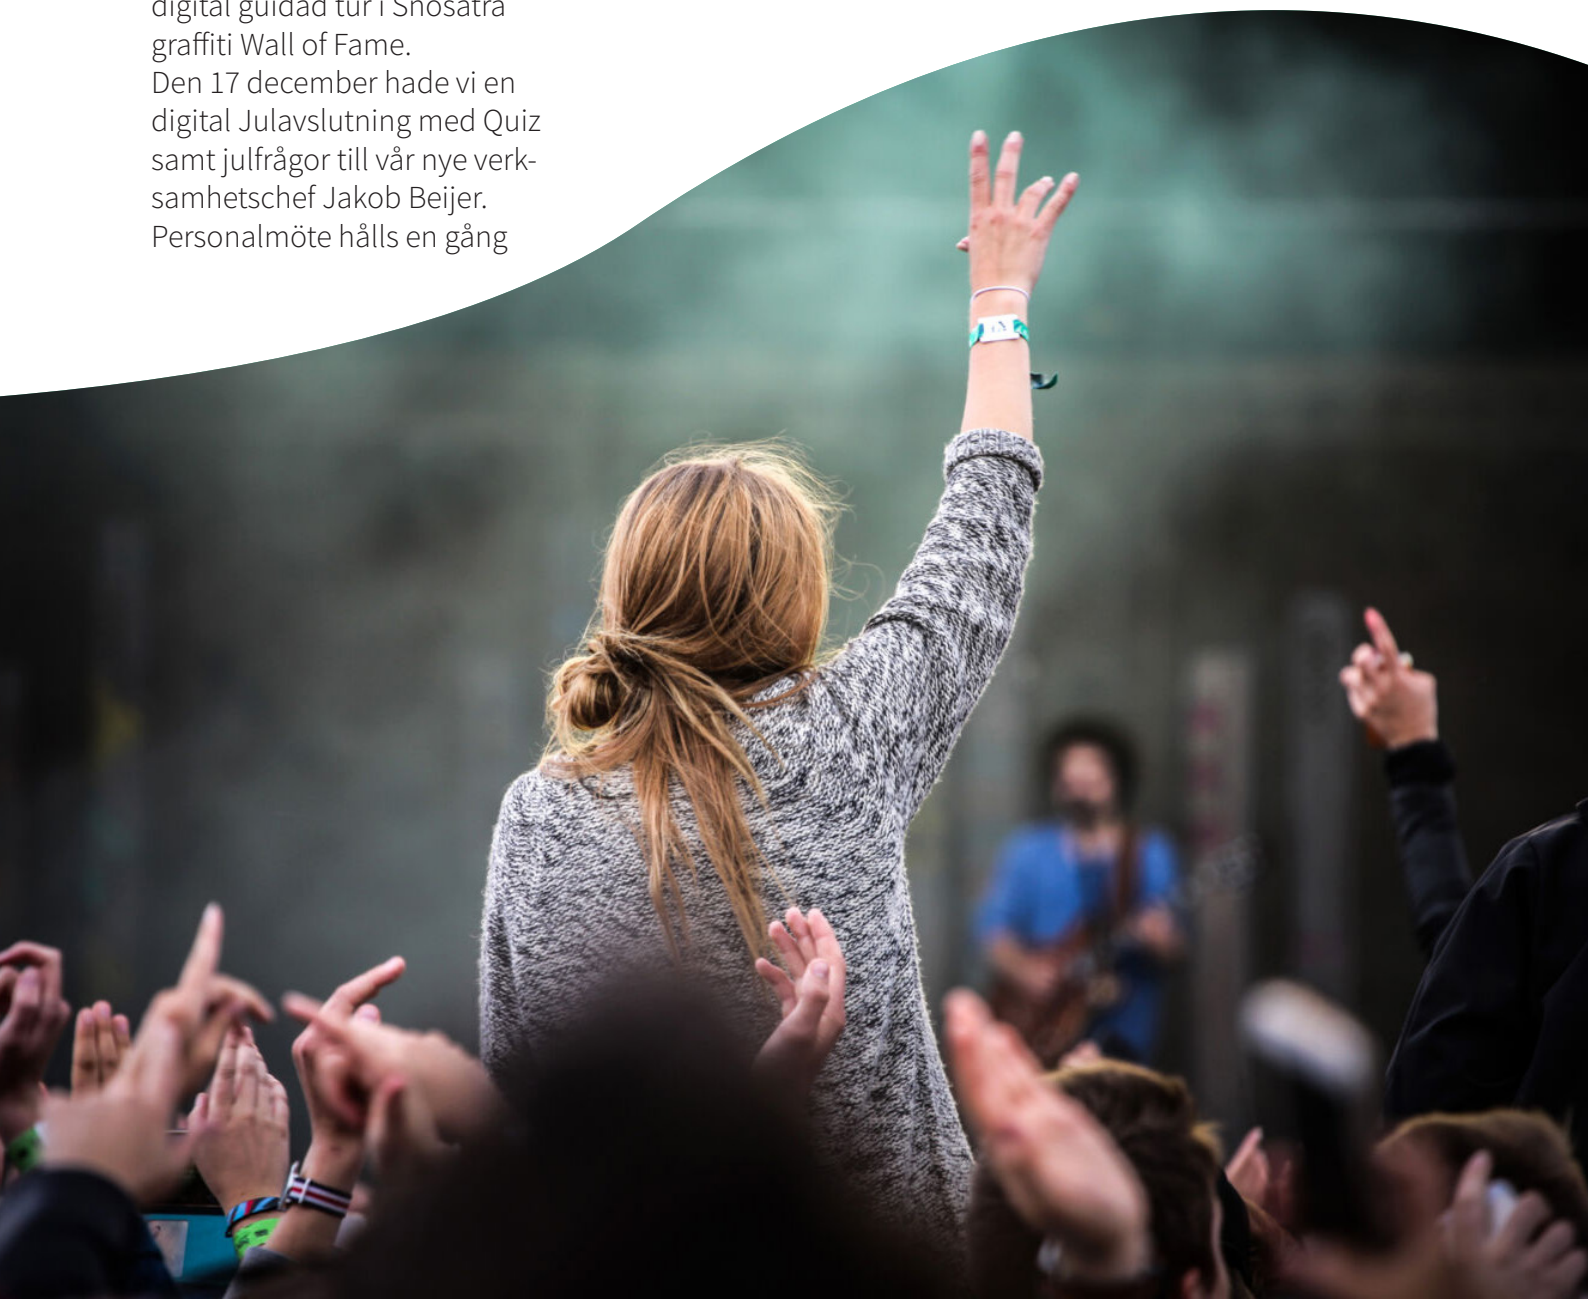 digital guidad tur i Snösätra
graffiti Wall of Fame.
Den 17 december hade vi en
digital Julavslutning med Quiz
samt julfrågor till vår nye verk-
samhetschef Jakob Beijer.
Personalmöte hålls en gång